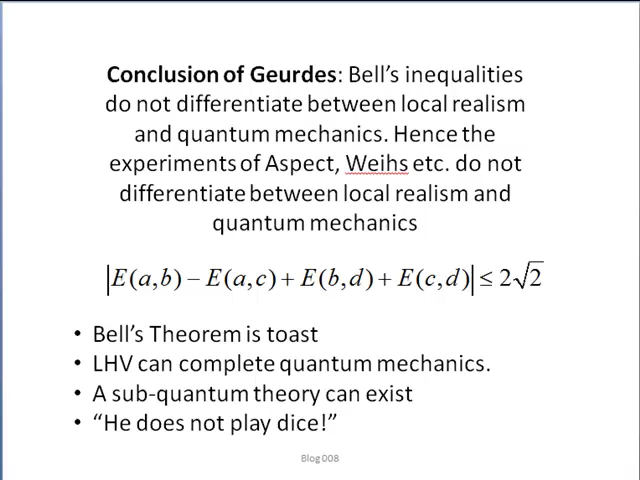 Conclusion of Geurdes: Bell's inequalities
do not differentiate between local realism
and quantum mechanics. Hence the
experiments of Aspect, Weihs etc. do not
differentiate between local realism and
quantum mechanics
|E(a,b) − E(a,c) + E(b,d) + E(c,d)| ≤ 2√2
• Bell's Theorem is toast
• LHV can complete quantum mechanics.
• A sub-quantum theory can exist
• "He does not play dice!"
Blog 008